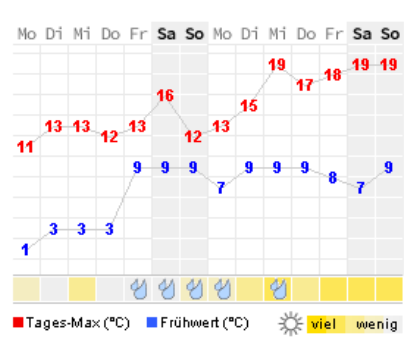 Mo Di Mi Do Fr Sa So Mo Di Mi Do Fr Sa So
11 13 13 12 13 16 12 13 15 19 17 18 19 19
1 3 3 3 9 9 9 7 9 9 9 8 7 9
Tages-Max (°C) Frühwert (°C) viel wenig